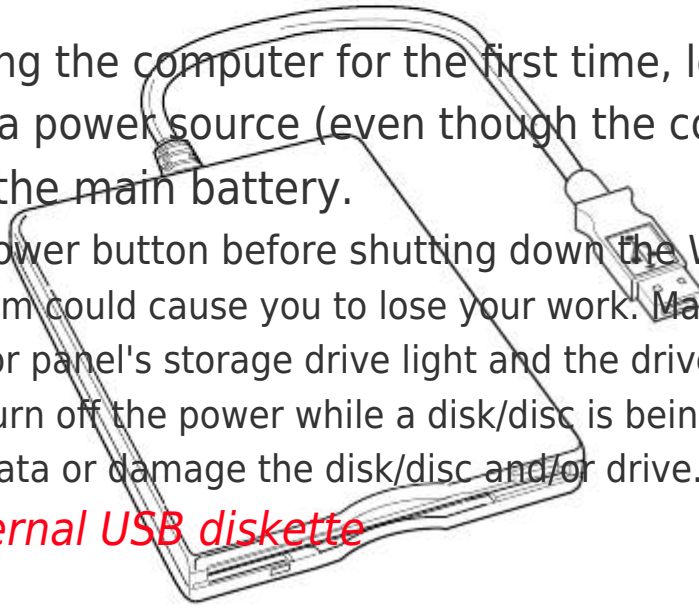 ng the computer for the first time, l
a power source (even though the co
the main battery.
ower button before shutting down the W
m could cause you to lose your work. Ma
or panel's storage drive light and the drive
urn off the power while a disk/disc is bein
ata or damage the disk/disc and/or drive.
ernal USB diskette